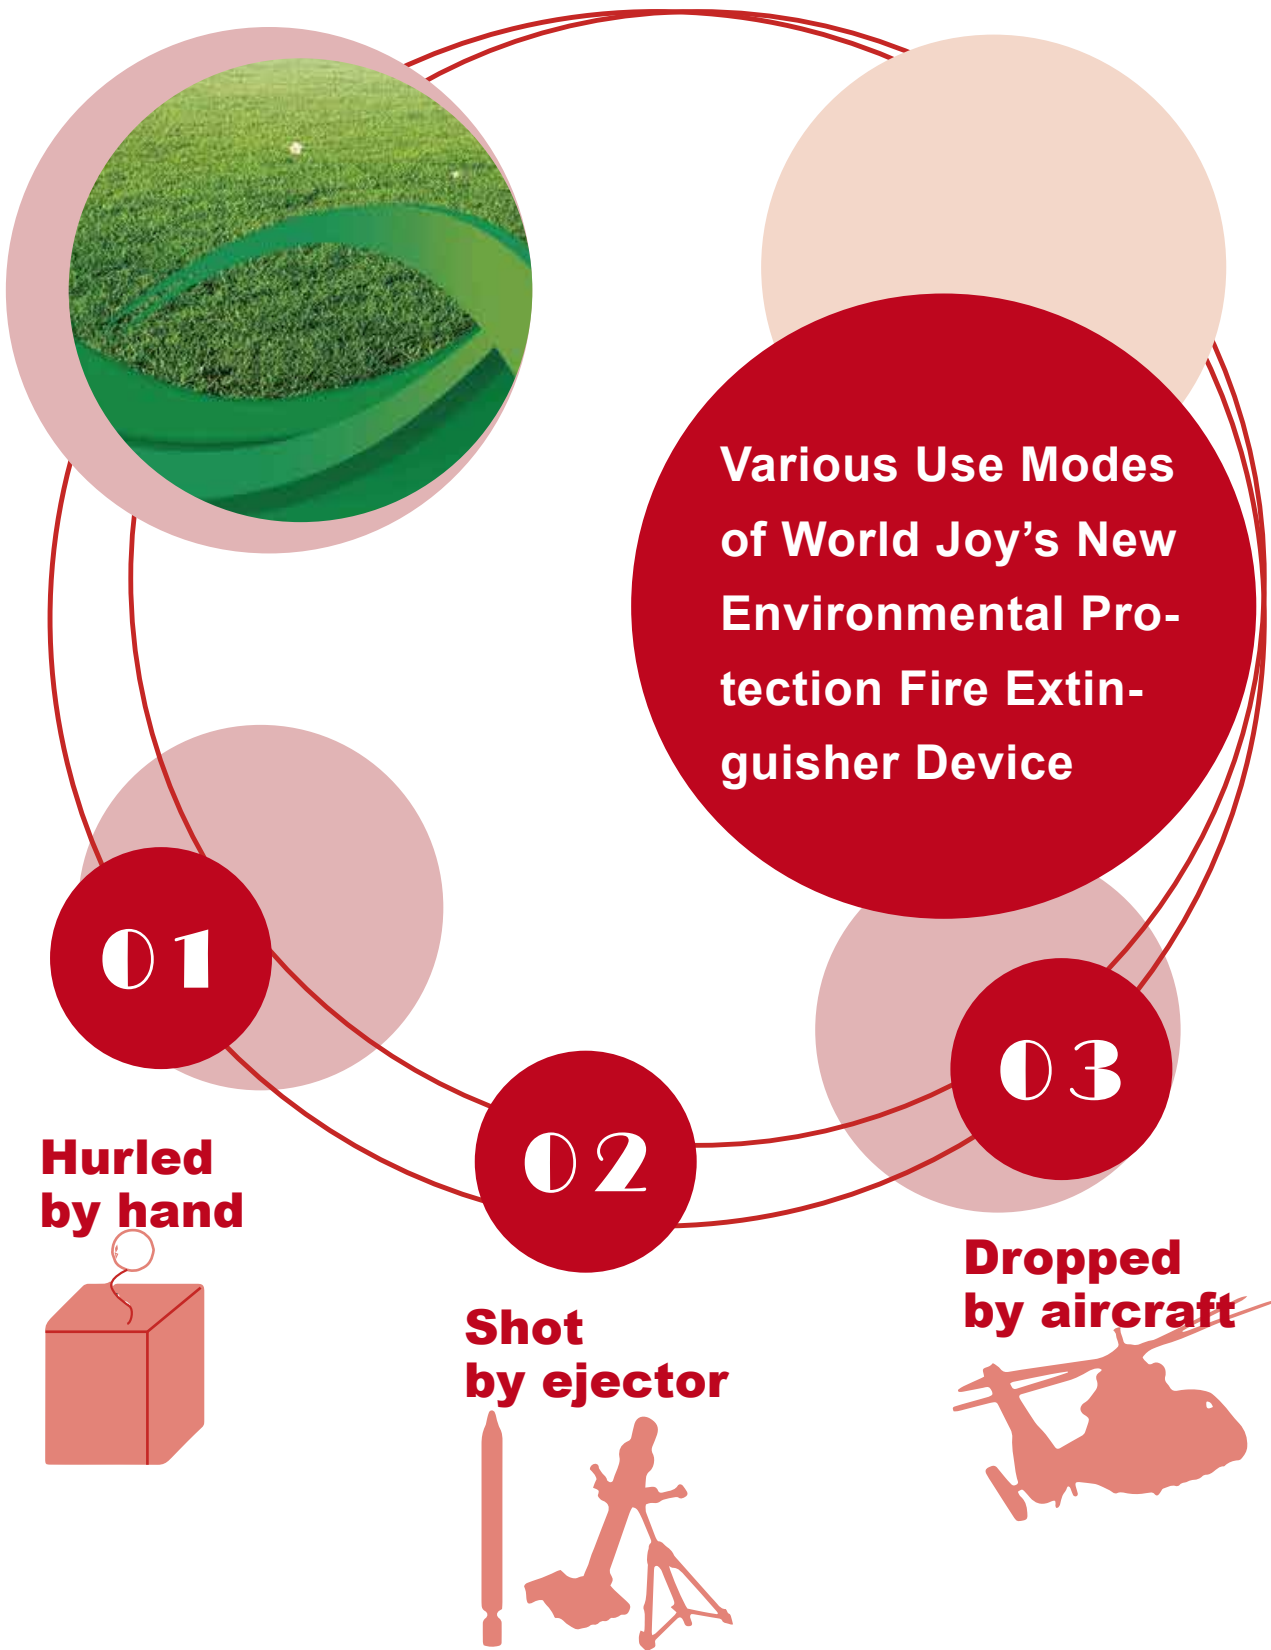 Various Use Modes
of World Joy’s New
Environmental Pro-
tection Fire Extin-
guisher Device
01
Hurled
by hand
02
Shot
by ejector
03
Dropped
by aircraft